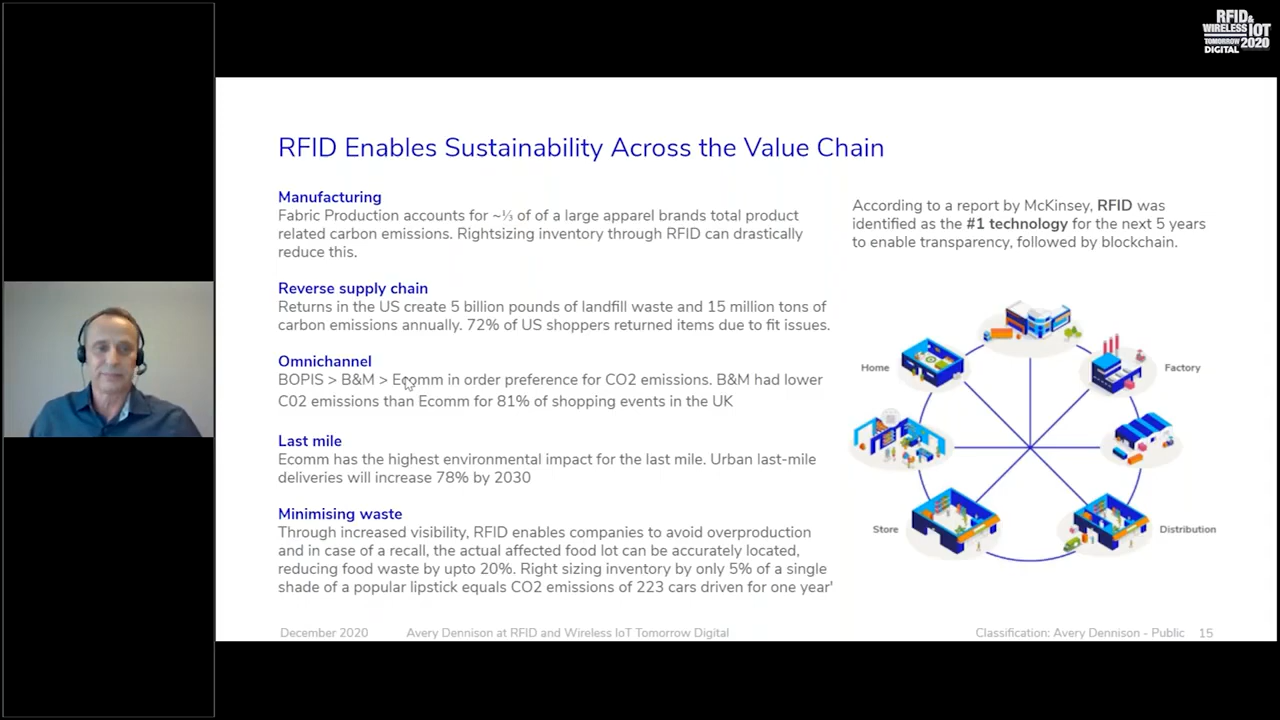 RFID&
WIRELESS IOT
TOMORROW 2020
DIGITAL
RFID Enables Sustainability Across the Value Chain
Manufacturing
Fabric Production accounts for ~⅓ of of a large apparel brands total product
related carbon emissions. Rightsizing inventory through RFID can drastically
reduce this.
Reverse supply chain
Returns in the US create 5 billion pounds of landfill waste and 15 million tons of
carbon emissions annually. 72% of US shoppers returned items due to fit issues.
Omnichannel
BOPIS > B&M > Ecomm in order preference for CO2 emissions. B&M had lower
C02 emissions than Ecomm for 81% of shopping events in the UK
Last mile
Ecomm has the highest environmental impact for the last mile. Urban last-mile
deliveries will increase 78% by 2030
Minimising waste
Through increased visibility, RFID enables companies to avoid overproduction
and in case of a recall, the actual affected food lot can be accurately located,
reducing food waste by upto 20%. Right sizing inventory by only 5% of a single
shade of a popular lipstick equals CO2 emissions of 223 cars driven for one year'
According to a report by McKinsey, RFID was
identified as the #1 technology for the next 5 years
to enable transparency, followed by blockchain.
Home
Factory
Store
Distribution
December 2020
Avery Dennison at RFID and Wireless IoT Tomorrow Digital
Classification: Avery Dennison - Public 15